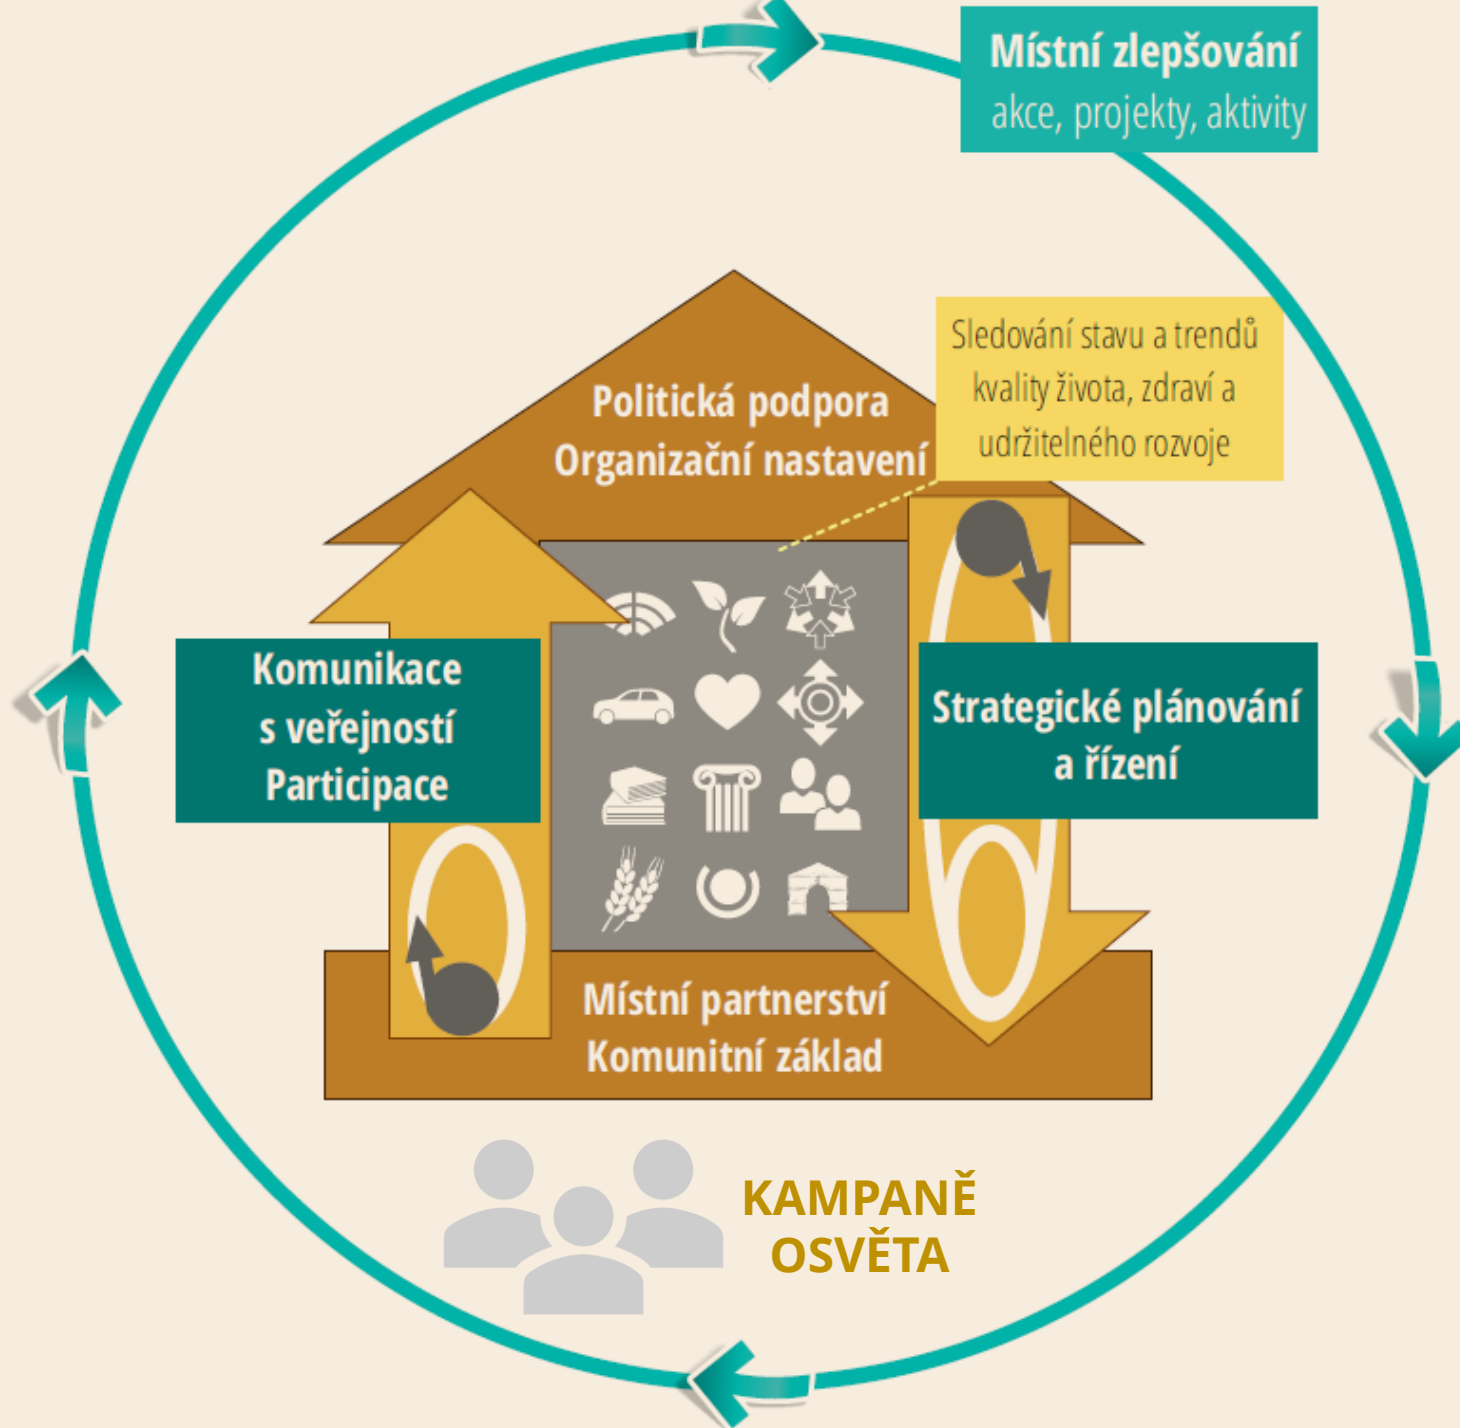 Místní zlepšování
akce, projekty, aktivity
Sledování stavu a trendů
kvality života, zdraví a
udržitelného rozvoje
Politická podpora
Organizační nastavení
Komunikace
s veřejností
Participace
Strategické plánování
a řízení
Místní partnerství
Komunitní základ
KAMPANĚ
OSVĚTA